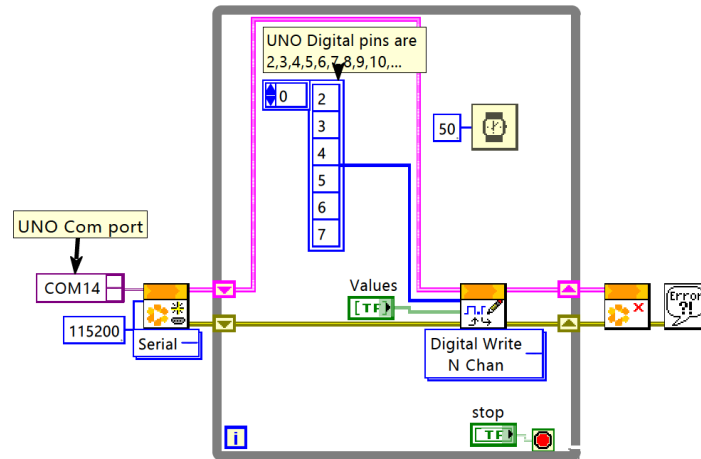 UNO Digital pins are
2,3,4,5,6,7,8,9,10,...
0
2
3
4
5
6
7
50
UNO Com port
COM14
115200
Serial
Values
[TF]
Digital Write
N Chan
Error
?!
stop
TF
i